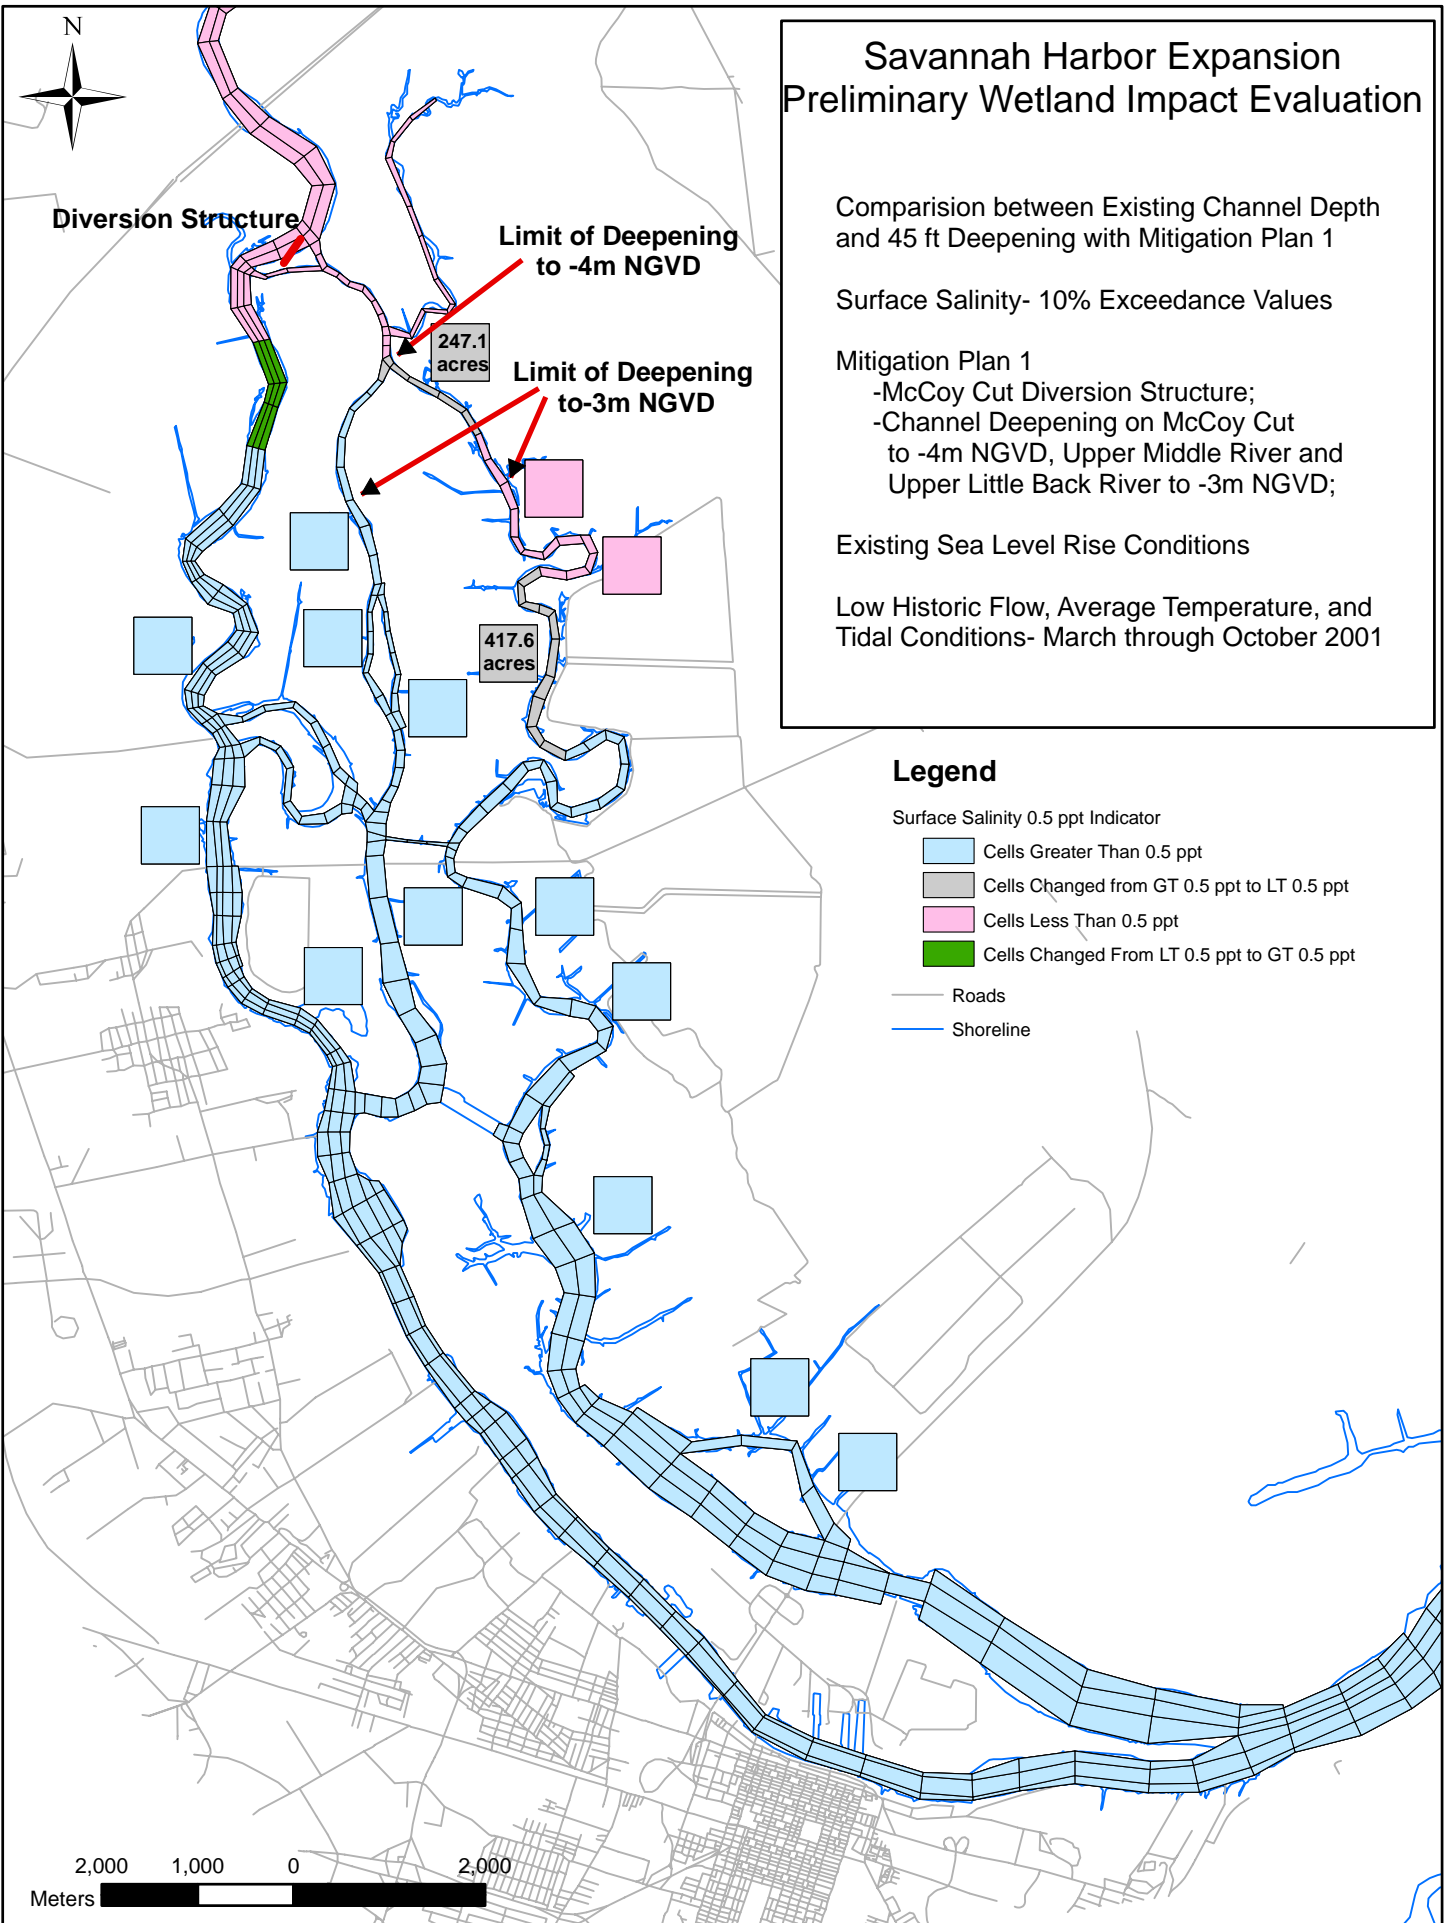 N
Savannah Harbor Expansion
Preliminary Wetland Impact Evaluation
Comparision between Existing Channel Depth
and 45 ft Deepening with Mitigation Plan 1
Surface Salinity- 10% Exceedance Values
Mitigation Plan 1
-McCoy Cut Diversion Structure;
-Channel Deepening on McCoy Cut
to -4m NGVD, Upper Middle River and
Upper Little Back River to -3m NGVD;
Existing Sea Level Rise Conditions
Low Historic Flow, Average Temperature, and
Tidal Conditions- March through October 2001
Diversion Structure
Limit of Deepening
to -4m NGVD
247.1
acres
Limit of Deepening
to-3m NGVD
417.6
acres
Legend
Surface Salinity 0.5 ppt Indicator
Cells Greater Than 0.5 ppt
Cells Changed from GT 0.5 ppt to LT 0.5 ppt
Cells Less Than 0.5 ppt
Cells Changed From LT 0.5 ppt to GT 0.5 ppt
Roads
Shoreline
2,000 1,000 0 2,000
Meters